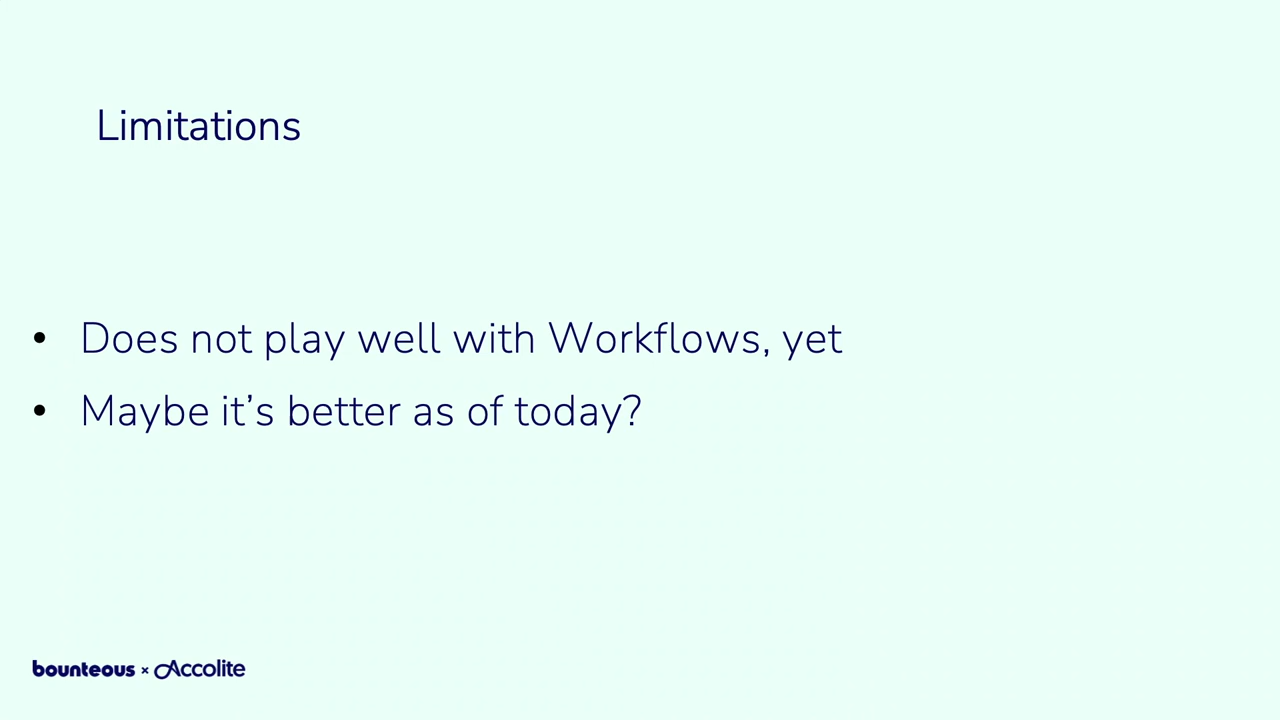 Limitations
• Does not play well with Workflows, yet
• Maybe it’s better as of today?
bounteous × Accolite